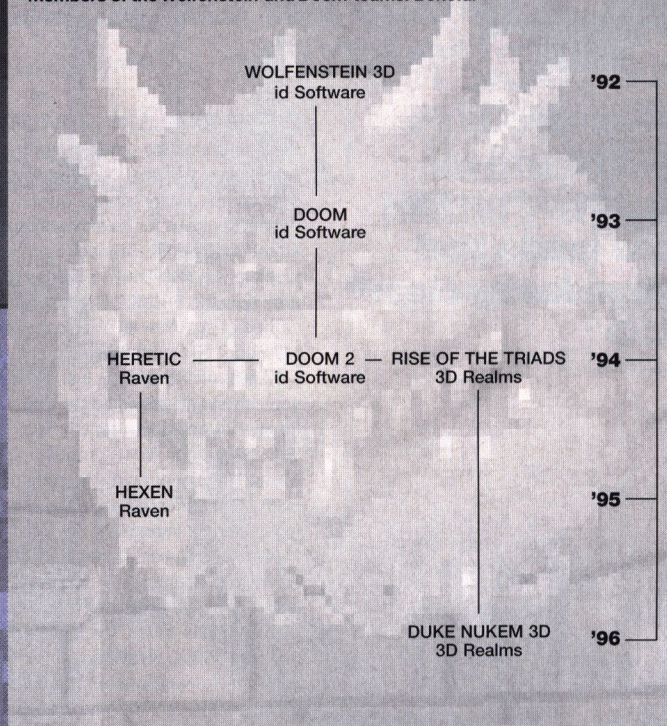 WOLFENSTEIN 3D
id Software
'92
DOOM
id Software
'93
HERETIC
Raven
DOOM 2
id Software
RISE OF THE TRIADS
3D Realms
'94
HEXEN
Raven
'95
DUKE NUKEM 3D
3D Realms
'96